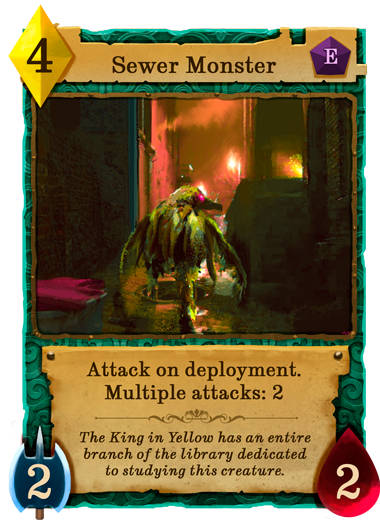 4
Sewer Monster
E
Attack on deployment.
Multiple attacks: 2
The King in Yellow has an entire
branch of the library dedicated
to studying this creature.
2
2